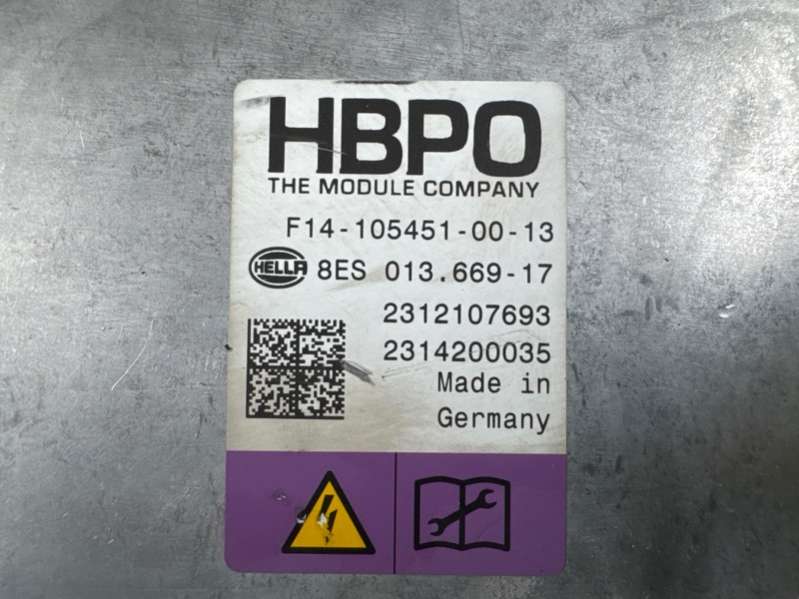 HBPO
THE MODULE COMPANY
F14-105451-00-13
HELLA 8ES 013.669-17
2312107693
2314200035
Made in
Germany